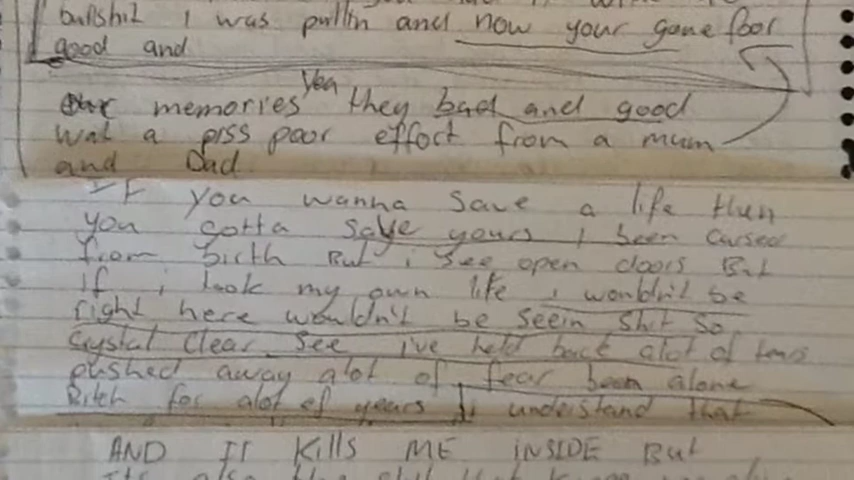 bullshit I was pullin and now your gone foor
good and
Yea
Our memories they bad and good
wat a piss poor effort from a mum
and Dad
If you wanna save a life then
you gotta save yours I been cursed
from birth But i see open doors But
if i took my own life i wouldn't be
right here wouldn't be seein shit so
Crystal Clear See i've held back alot of tears
pushed away alot of fear been alone
Bitch for alot of years I understand that
AND IT KILLS ME INSIDE But